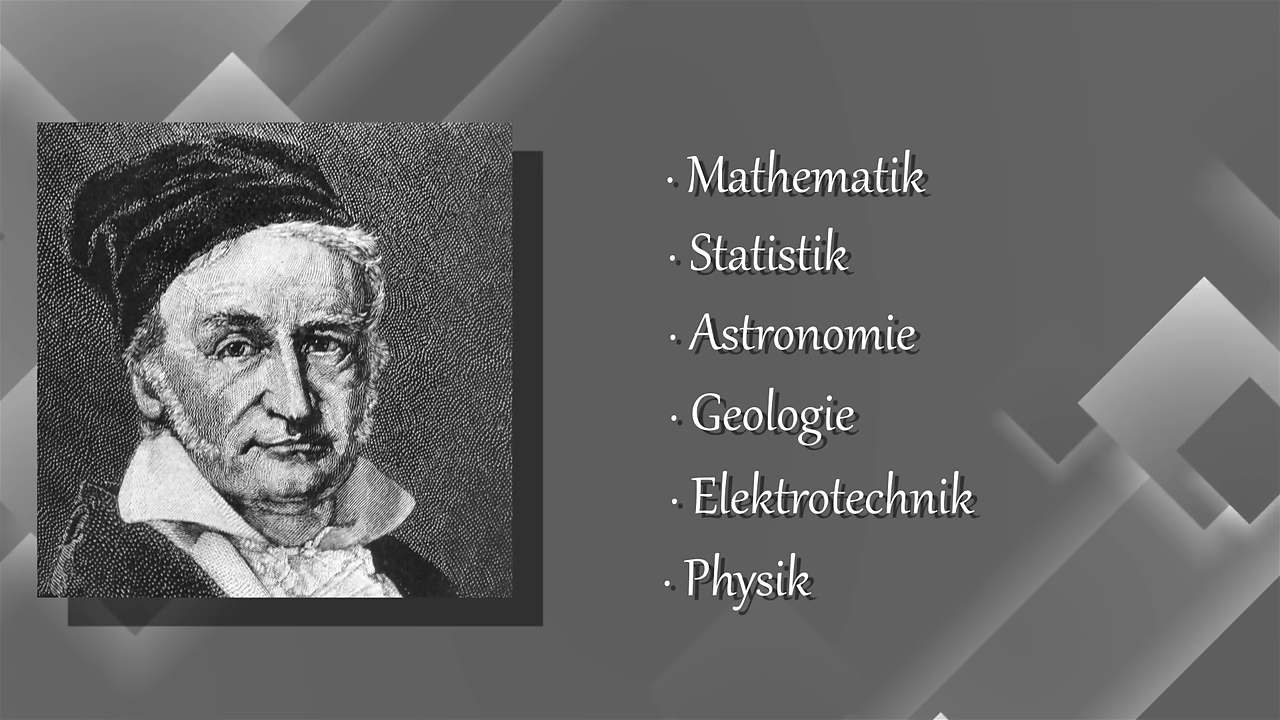 · Mathematik
· Statistik
· Astronomie
· Geologie
· Elektrotechnik
· Physik